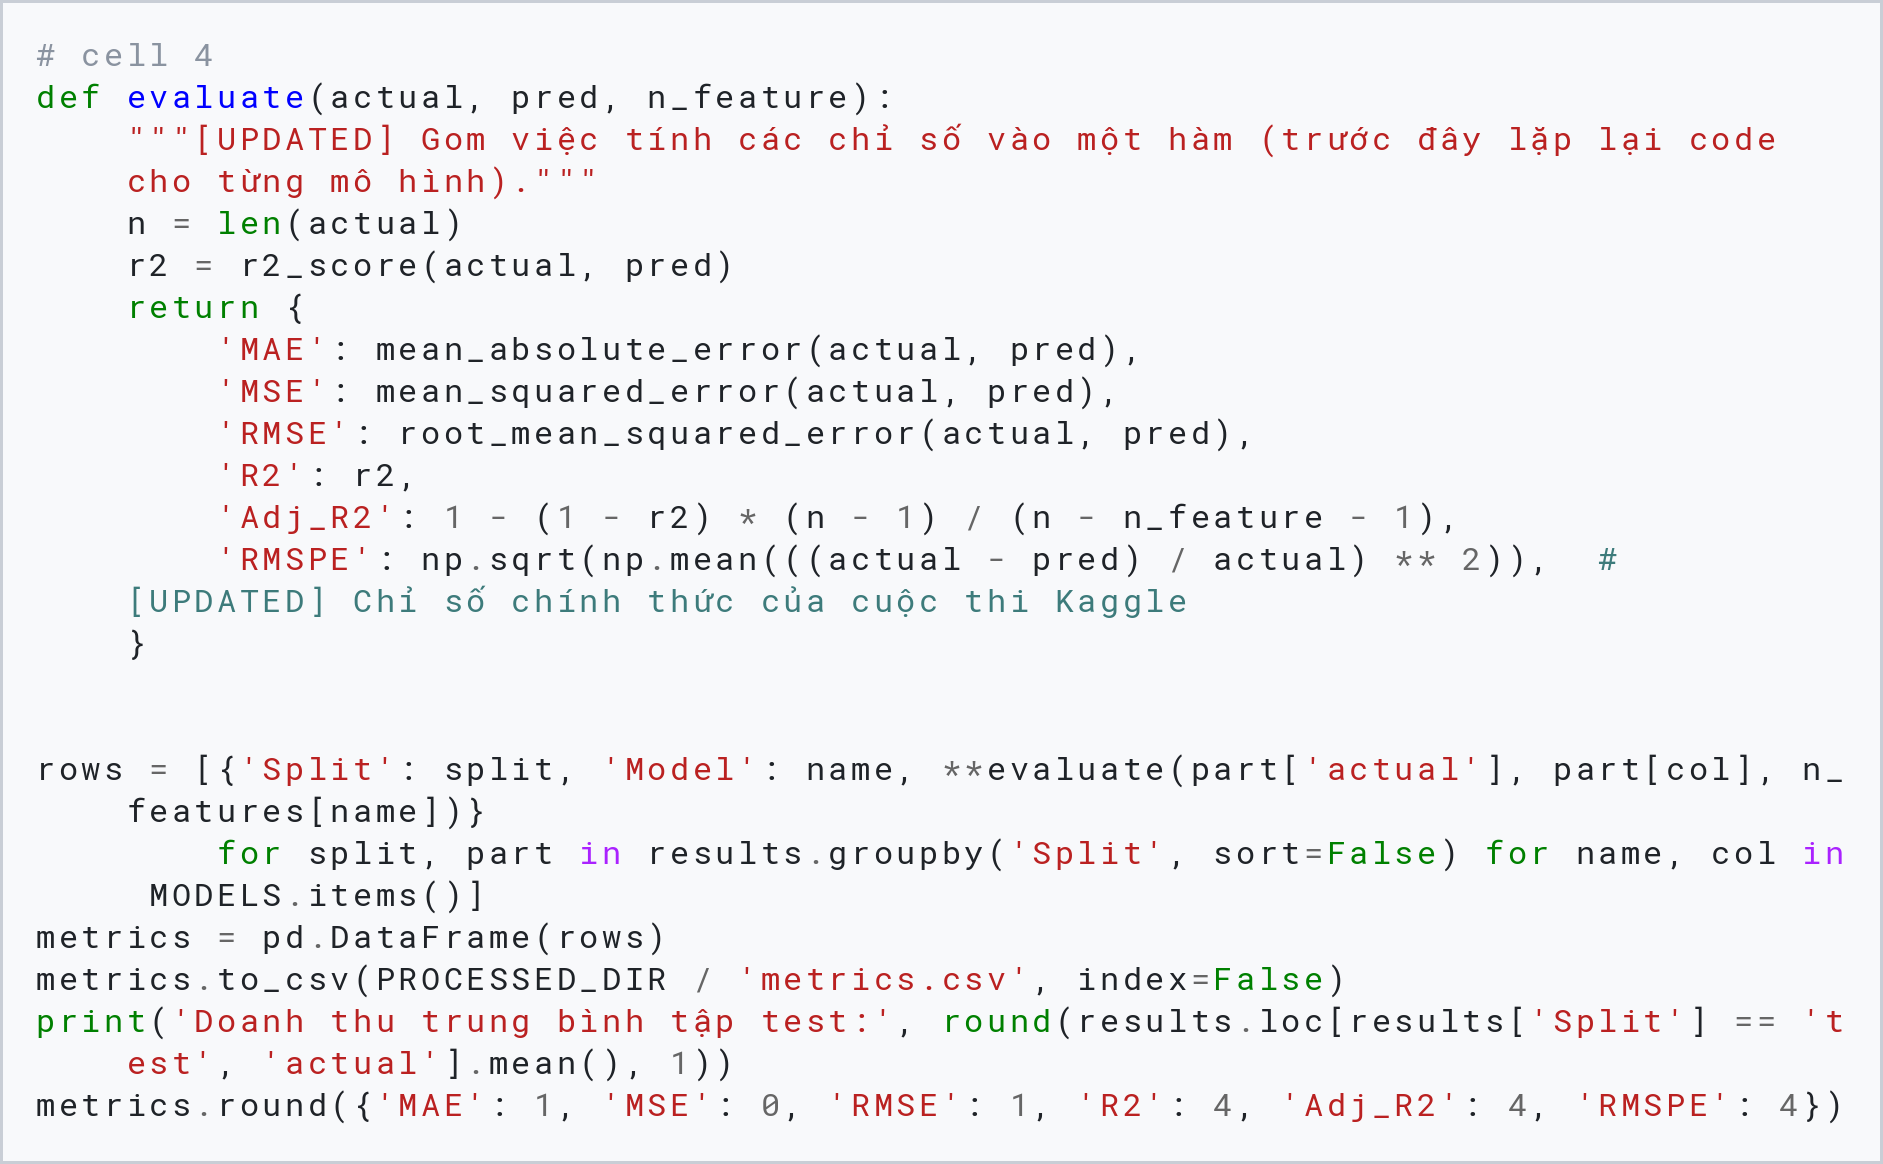 # cell 4
def evaluate(actual, pred, n_feature):
    """[UPDATED] Gom việc tính các chỉ số vào một hàm (trước đây lặp lại code
    cho từng mô hình)."""
    n = len(actual)
    r2 = r2_score(actual, pred)
    return {
        'MAE': mean_absolute_error(actual, pred),
        'MSE': mean_squared_error(actual, pred),
        'RMSE': root_mean_squared_error(actual, pred),
        'R2': r2,
        'Adj_R2': 1 - (1 - r2) * (n - 1) / (n - n_feature - 1),
        'RMSPE': np.sqrt(np.mean(((actual - pred) / actual) ** 2)),  #
    [UPDATED] Chỉ số chính thức của cuộc thi Kaggle
    }
rows = [{'Split': split, 'Model': name, **evaluate(part['actual'], part[col], n_
    features[name])}
        for split, part in results.groupby('Split', sort=False) for name, col in
     MODELS.items()]
metrics = pd.DataFrame(rows)
metrics.to_csv(PROCESSED_DIR / 'metrics.csv', index=False)
print('Doanh thu trung bình tập test:', round(results.loc[results['Split'] == 't
    est', 'actual'].mean(), 1))
metrics.round({'MAE': 1, 'MSE': 0, 'RMSE': 1, 'R2': 4, 'Adj_R2': 4, 'RMSPE': 4})